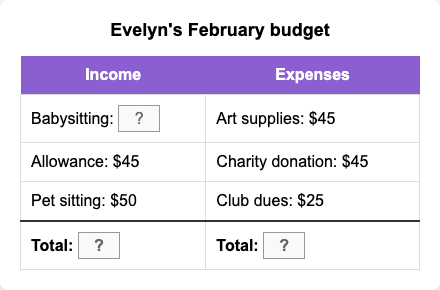 Evelyn's February budget
Income Expenses
Babysitting: ? Art supplies: $45
Allowance: $45 Charity donation: $45
Pet sitting: $50 Club dues: $25
Total: ? Total: ?